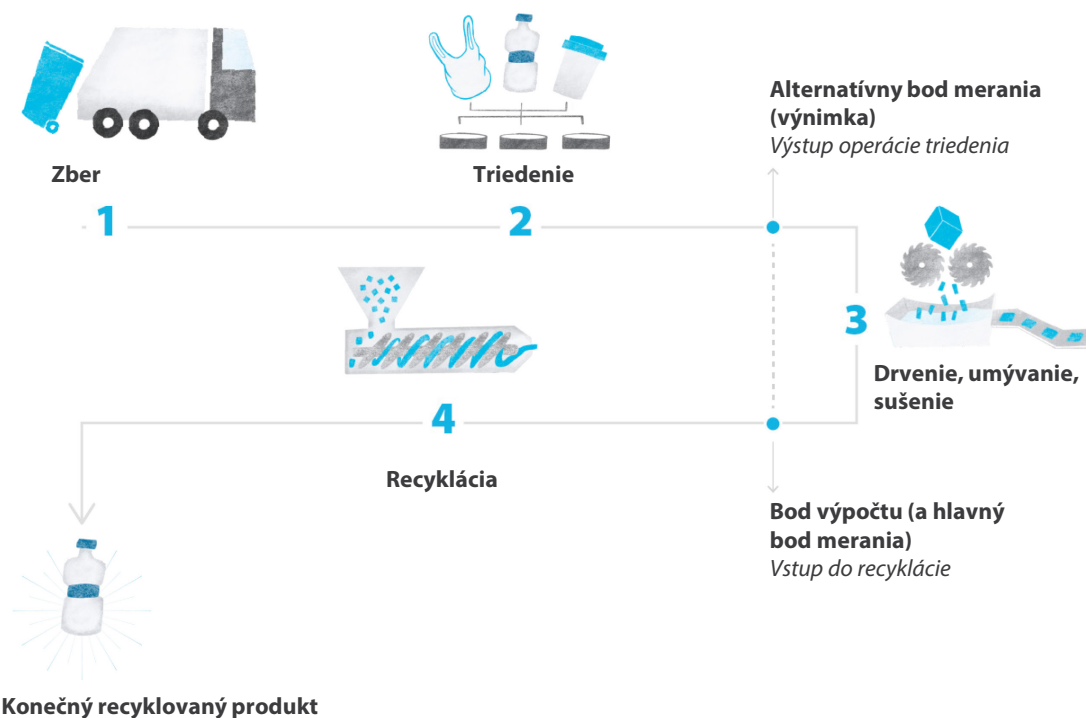 Zber
1
Triedenie
2
Alternatívny bod merania
(výnimka)
Výstup operácie triedenia
3
Drvenie, umývanie,
sušenie
4
Recyklácia
Bod výpočtu (a hlavný
bod merania)
Vstup do recyklácie
Konečný recyklovaný produkt